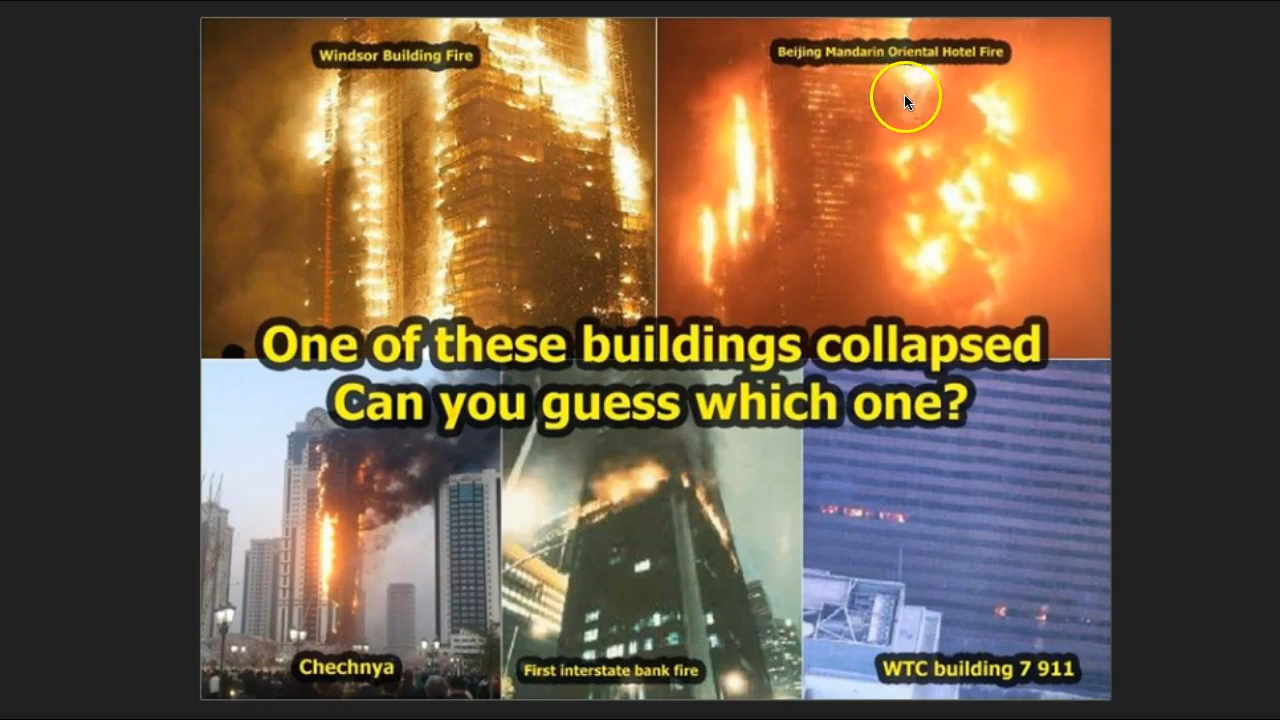 Windsor Building Fire
Beijing Mandarin Oriental Hotel Fire
One of these buildings collapsed
Can you guess which one?
Chechnya
First interstate bank fire
WTC building 7 911